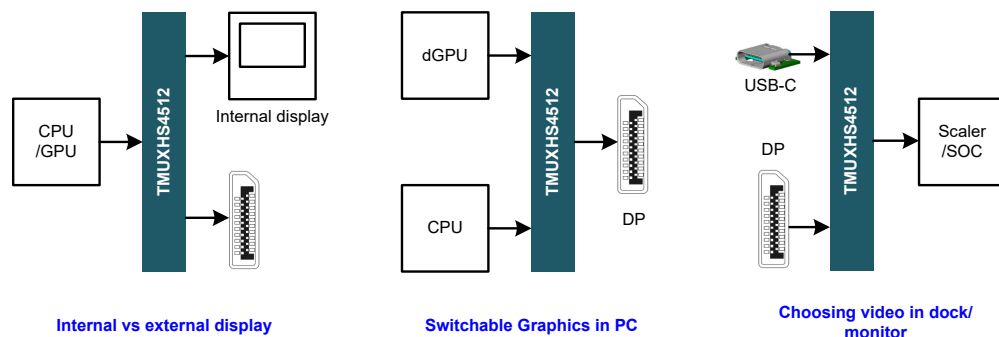 CPU
/GPU
TMUXHS4512
Internal display
Internal vs external display
dGPU
CPU
TMUXHS4512
DP
Switchable Graphics in PC
USB-C
DP
TMUXHS4512
Scaler
/SOC
Choosing video in dock/
monitor